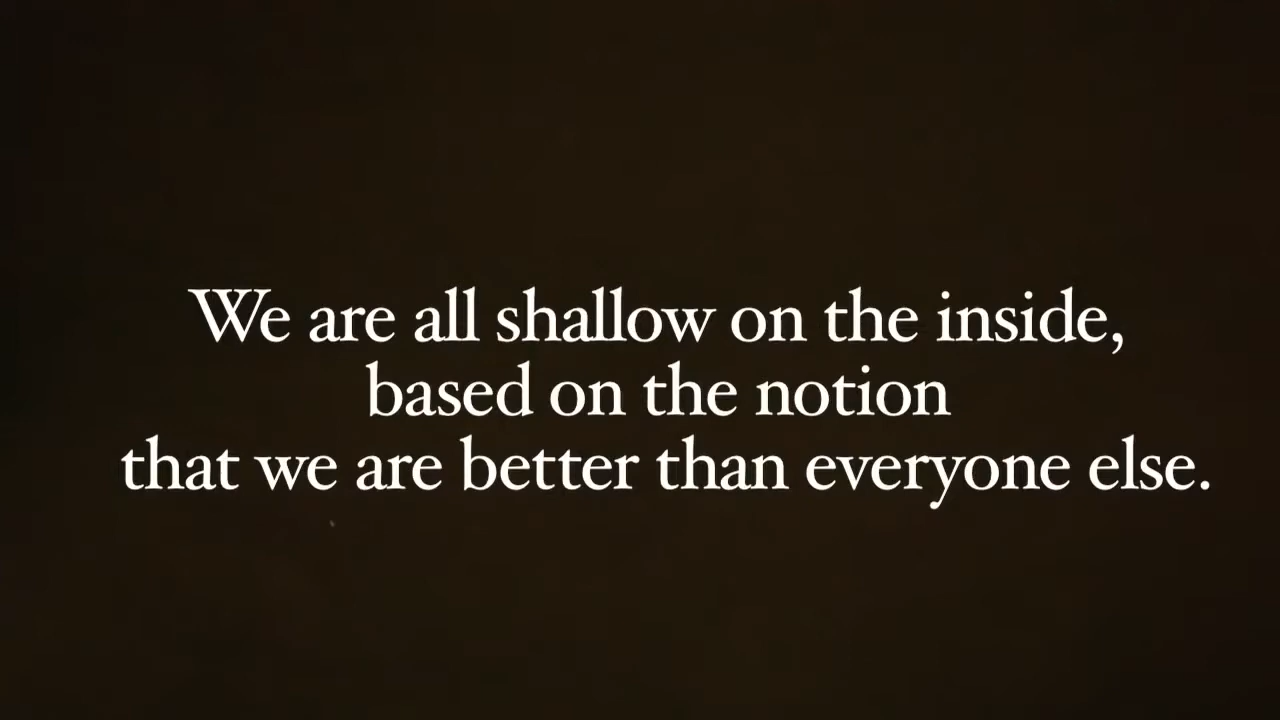 We are all shallow on the inside,
based on the notion
that we are better than everyone else.